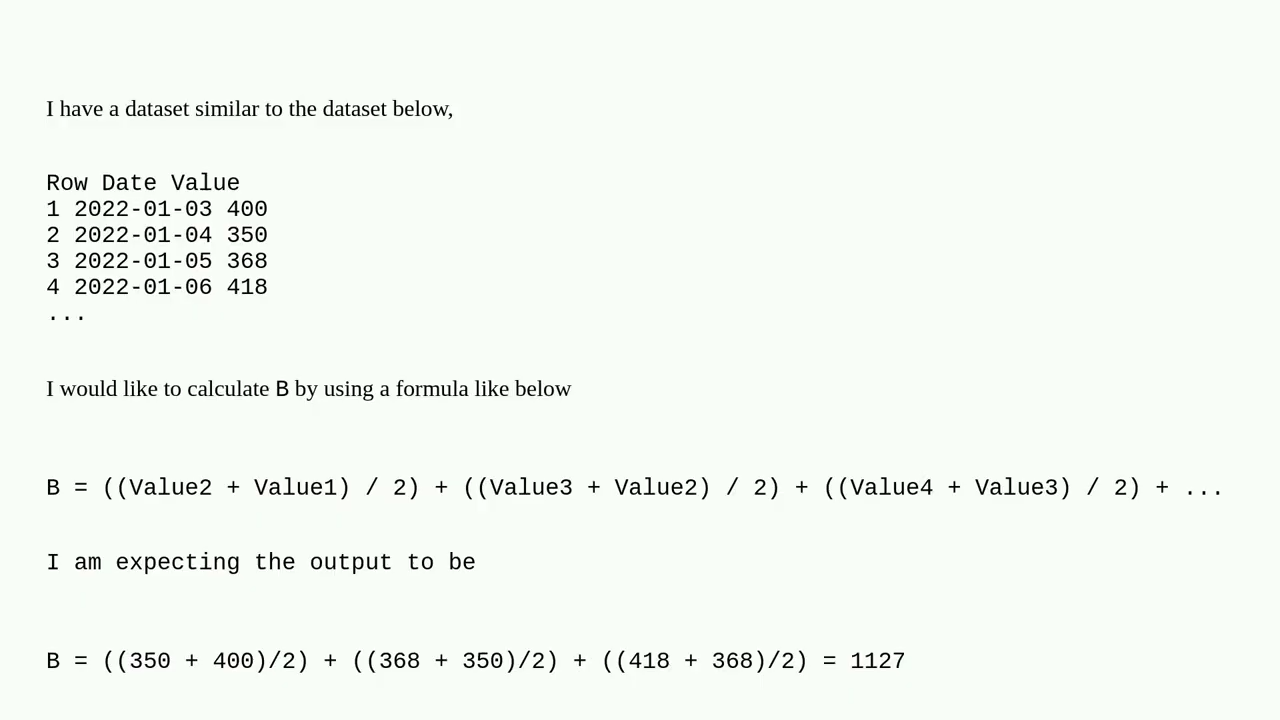 I have a dataset similar to the dataset below,
Row Date Value
1 2022-01-03 400
2 2022-01-04 350
3 2022-01-05 368
4 2022-01-06 418
...
I would like to calculate B by using a formula like below
B = ((Value2 + Value1) / 2) + ((Value3 + Value2) / 2) + ((Value4 + Value3) / 2) + ...
I am expecting the output to be
B = ((350 + 400)/2) + ((368 + 350)/2) + ((418 + 368)/2) = 1127